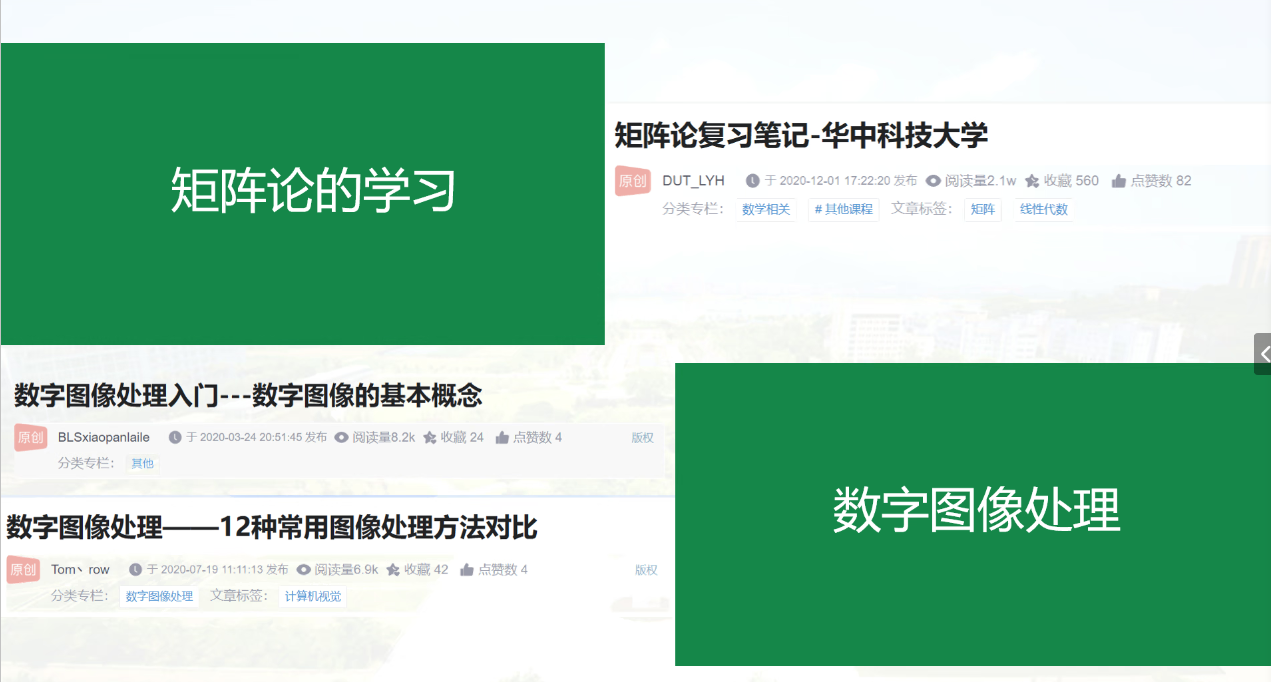 矩阵论的学习
矩阵论复习笔记-华中科技大学
原创 DUT_LYH 于 2020-12-01 17:22:20 发布 阅读量2.1w 收藏 560 点赞数 82
分类专栏： 数学相关 # 其他课程 文章标签： 矩阵 线性代数
数字图像处理入门---数字图像的基本概念
原创 BLSxiaopanlaile 于 2020-03-24 20:51:45 发布 阅读量8.2k 收藏 24 点赞数 4 版权
分类专栏： 其他
数字图像处理——12种常用图像处理方法对比
原创 Tom丶row 于 2020-07-19 11:11:13 发布 阅读量6.9k 收藏 42 点赞数 4 版权
分类专栏： 数字图像处理 文章标签： 计算机视觉
数字图像处理